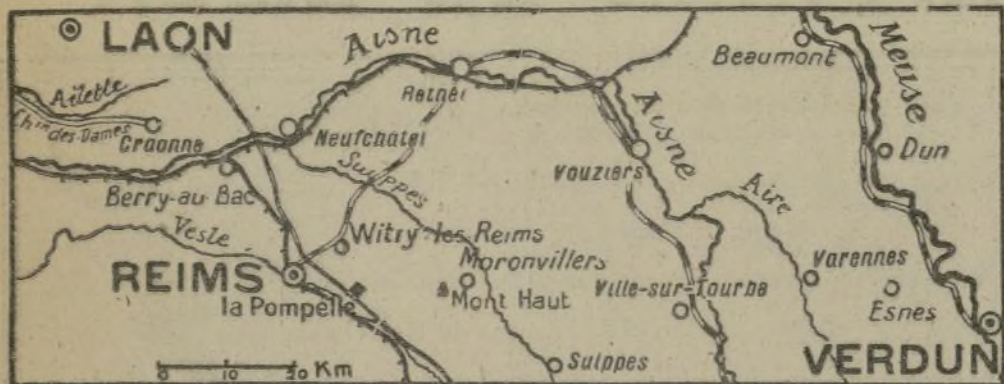 LAON
Aisne
Beaumont
Meuse
Ailette
Chin des-Dames
Craonne
Neufchatel
Retnel
Aisne
Dun
Berry-au-Bac
Suippes
Vouziers
Aire
Vesle
Witry-les Reims
REIMS
Moronvillers
Varennes
la Pompelle
Mont Haut
Ville-sur-Tourbe
Esnes
0 10 20 Km
Suippes
VERDUN